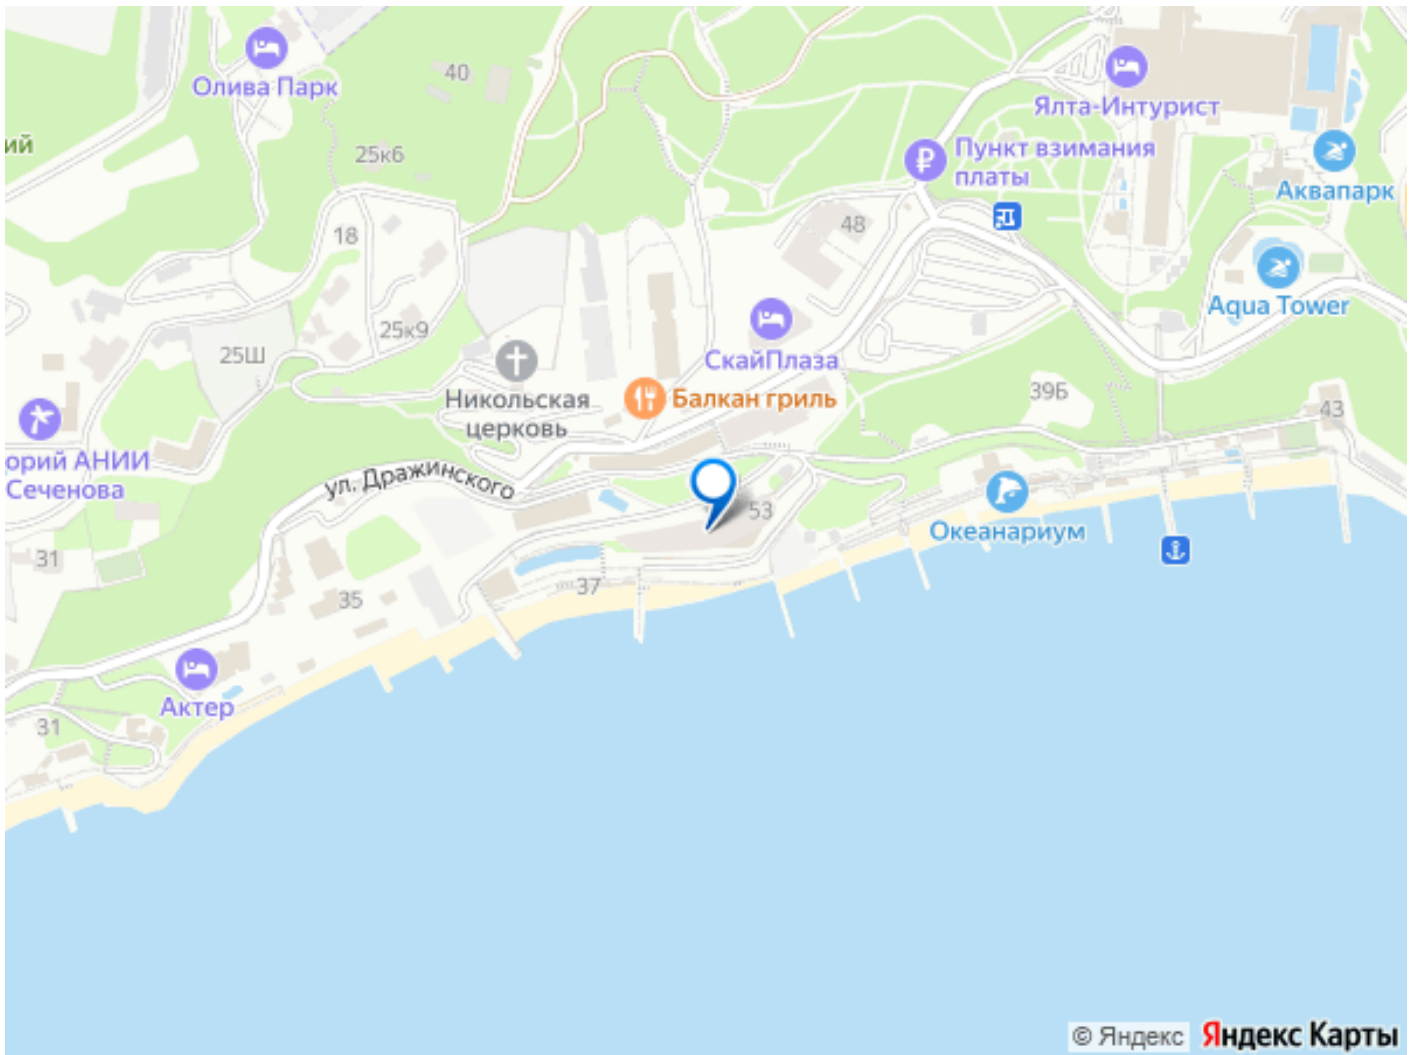 Олива Парк
40
Ялта-Интурист
ий
25к6
Пункт взимания
платы
Аквапарк
18
48
Aqua Tower
25к9
25Ш
СкайПлаза
Никольская
церковь
Балкан гриль
39Б
43
орий АНИИ
Сеченова
ул. Дражинского
53
Океанариум
31
37
35
Актер
31
© Яндекс Яндекс Карты